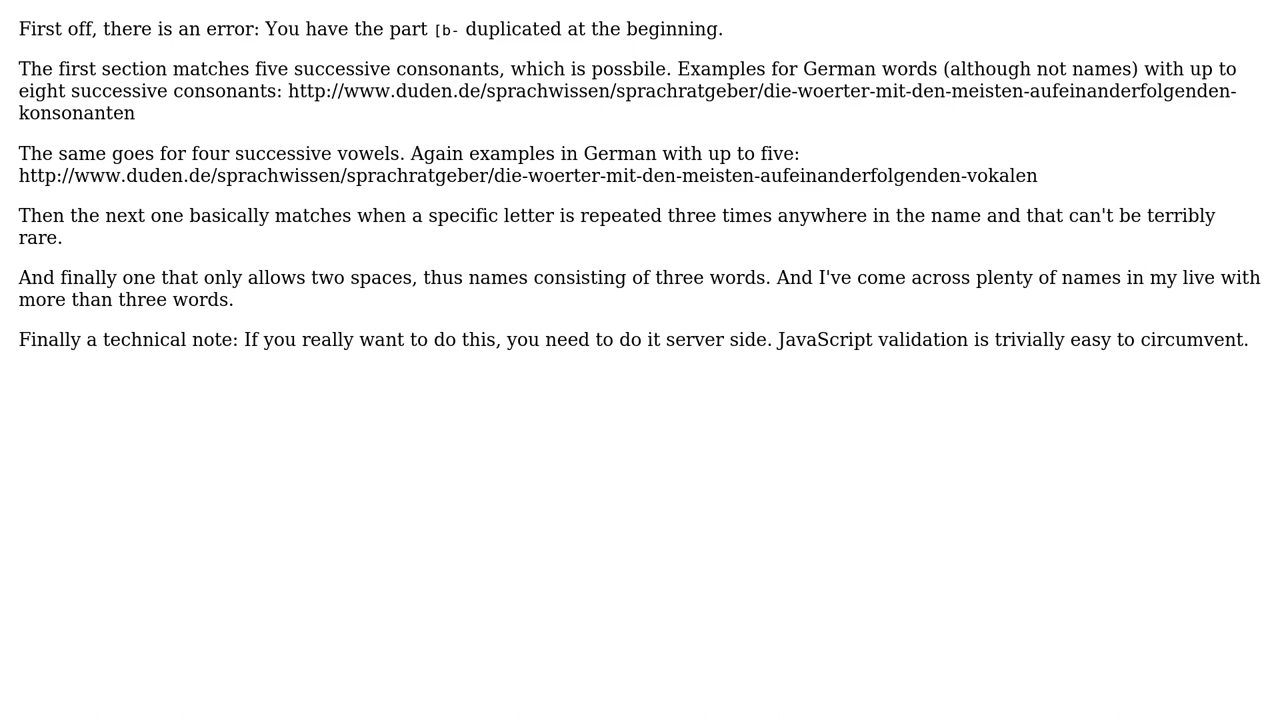 First off, there is an error: You have the part [b- duplicated at the beginning.
The first section matches five successive consonants, which is possbile. Examples for German words (although not names) with up to
eight successive consonants: http://www.duden.de/sprachwissen/sprachratgeber/die-woerter-mit-den-meisten-aufeinanderfolgenden-
konsonanten
The same goes for four successive vowels. Again examples in German with up to five:
http://www.duden.de/sprachwissen/sprachratgeber/die-woerter-mit-den-meisten-aufeinanderfolgenden-vokalen
Then the next one basically matches when a specific letter is repeated three times anywhere in the name and that can't be terribly
rare.
And finally one that only allows two spaces, thus names consisting of three words. And I've come across plenty of names in my live with
more than three words.
Finally a technical note: If you really want to do this, you need to do it server side. JavaScript validation is trivially easy to circumvent.